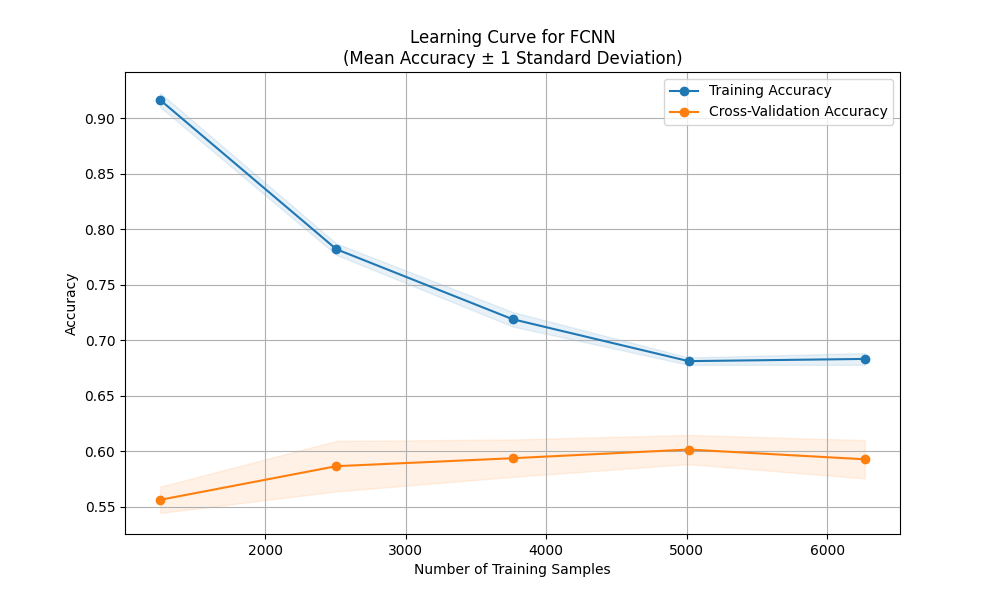 Learning Curve for FCNN
(Mean Accuracy ± 1 Standard Deviation)
Training Accuracy
Cross-Validation Accuracy
0.90
0.85
0.80
0.75
0.70
0.65
0.60
0.55
Accuracy
2000 3000 4000 5000 6000
Number of Training Samples